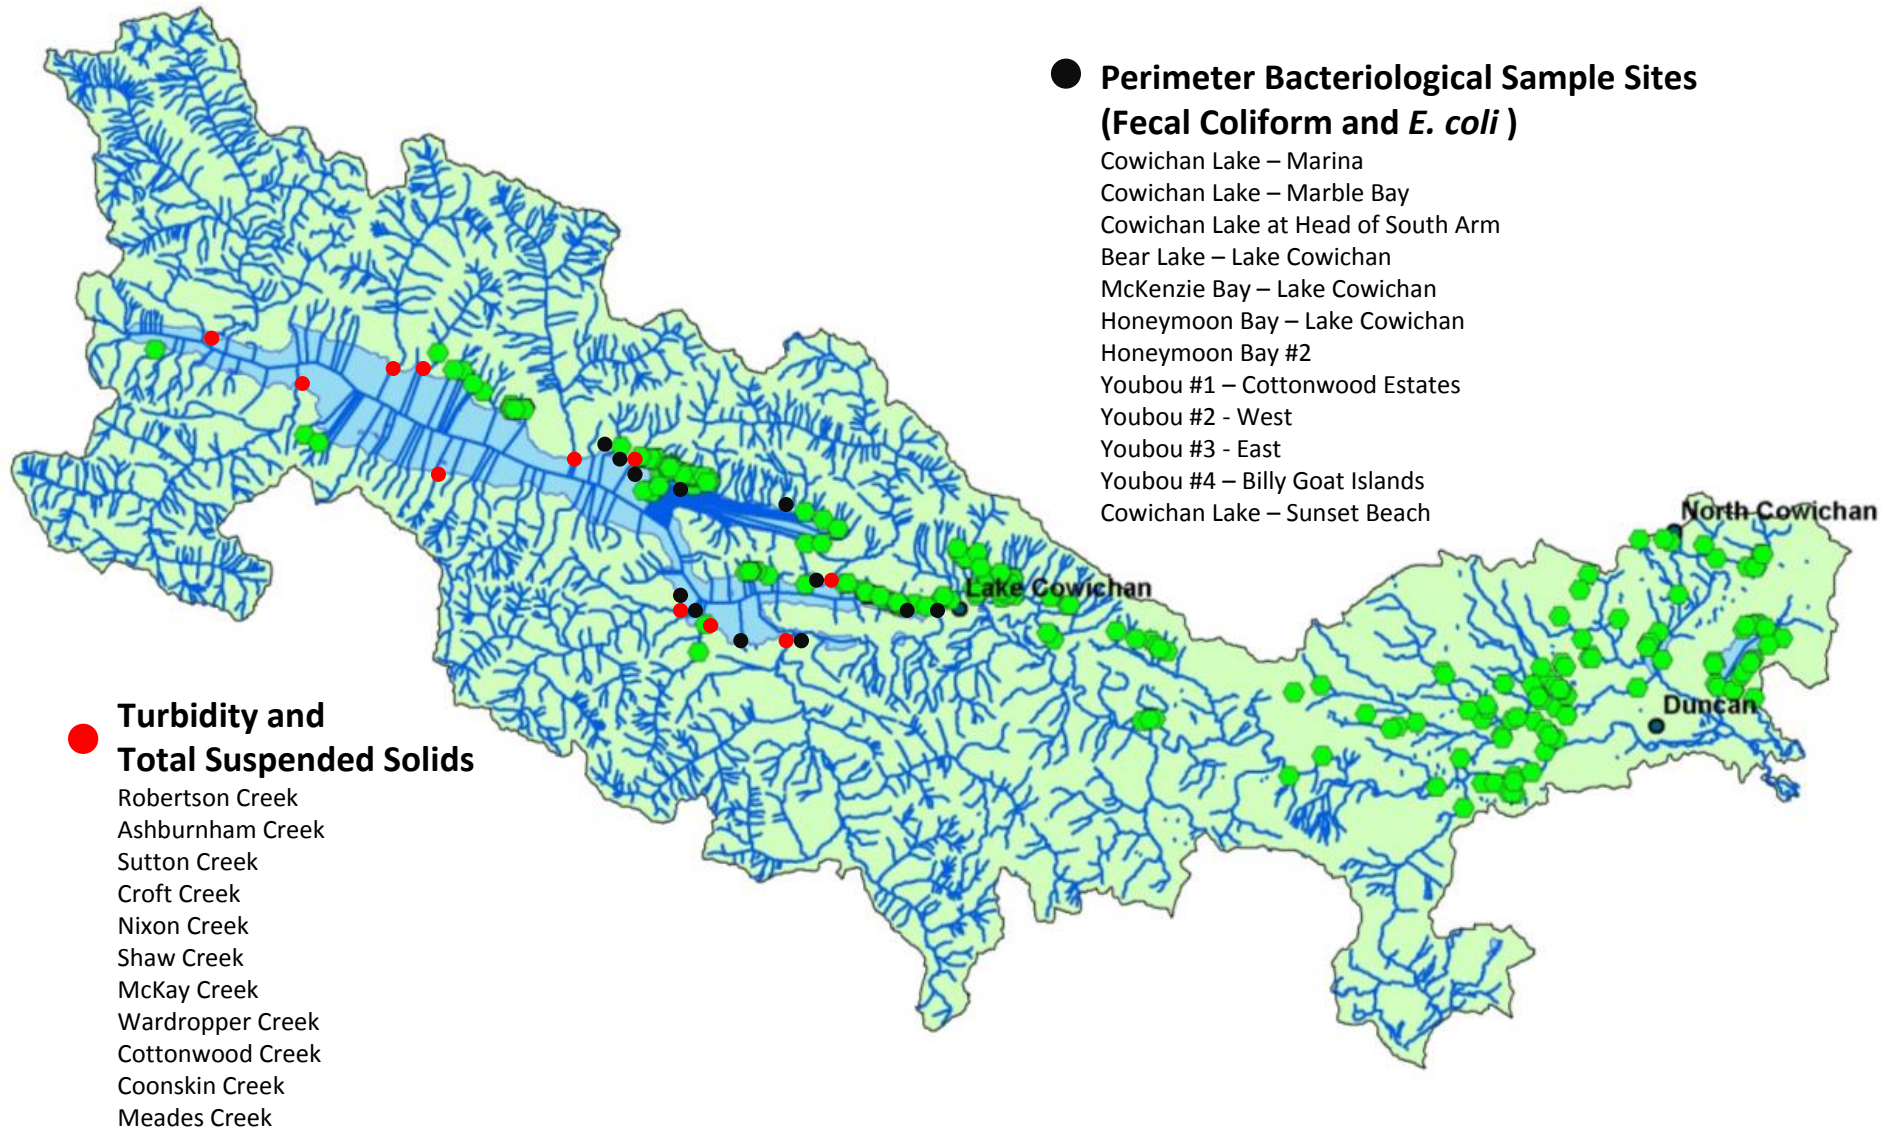 Perimeter Bacteriological Sample Sites
(Fecal Coliform and E. coli )
Cowichan Lake – Marina
Cowichan Lake – Marble Bay
Cowichan Lake at Head of South Arm
Bear Lake – Lake Cowichan
McKenzie Bay – Lake Cowichan
Honeymoon Bay – Lake Cowichan
Honeymoon Bay #2
Youbou #1 – Cottonwood Estates
Youbou #2 - West
Youbou #3 - East
Youbou #4 – Billy Goat Islands
Cowichan Lake – Sunset Beach
North Cowichan
Lake Cowichan
Duncan
Turbidity and
Total Suspended Solids
Robertson Creek
Ashburnham Creek
Sutton Creek
Croft Creek
Nixon Creek
Shaw Creek
McKay Creek
Wardropper Creek
Cottonwood Creek
Coonskin Creek
Meades Creek